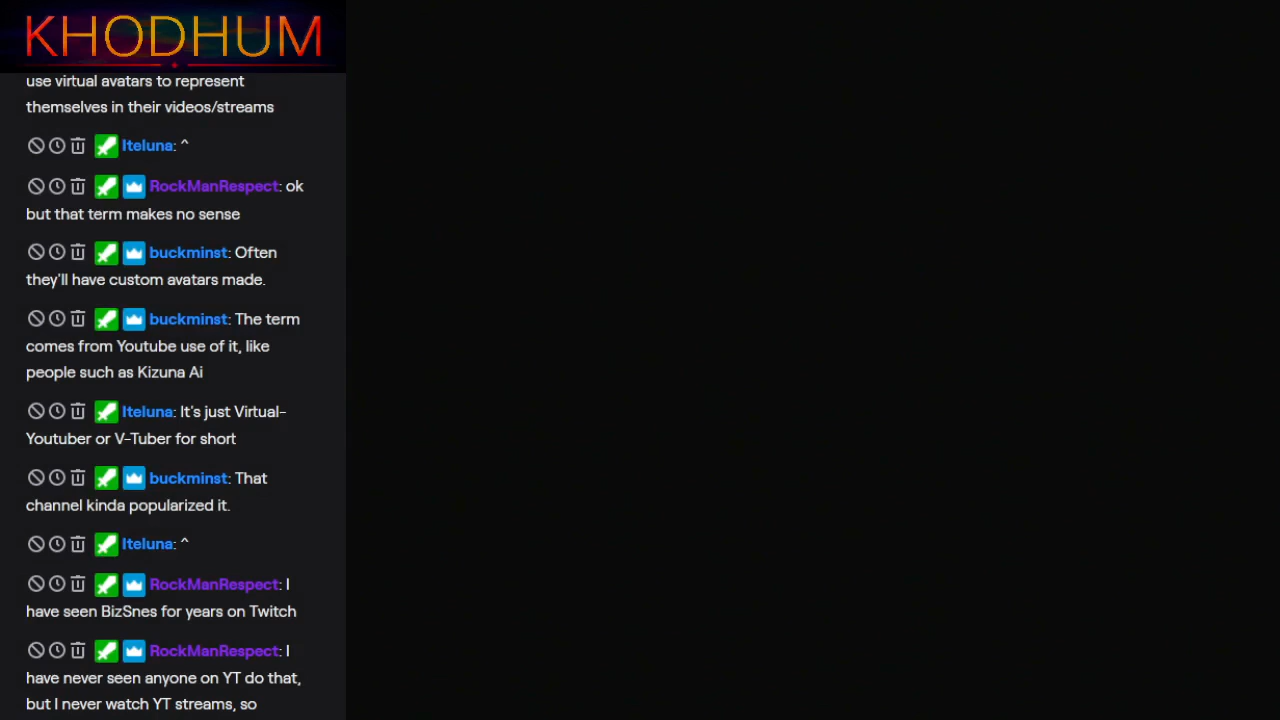 KHODHUM
use virtual avatars to represent
themselves in their videos/streams
Iteluna: ^
RockManRespect: ok
but that term makes no sense
buckminst: Often
they'll have custom avatars made.
buckminst: The term
comes from Youtube use of it, like
people such as Kizuna Ai
Iteluna: It's just Virtual-
Youtuber or V-Tuber for short
buckminst: That
channel kinda popularized it.
Iteluna: ^
RockManRespect: I
have seen BizSnes for years on Twitch
RockManRespect: I
have never seen anyone on YT do that,
but I never watch YT streams, so